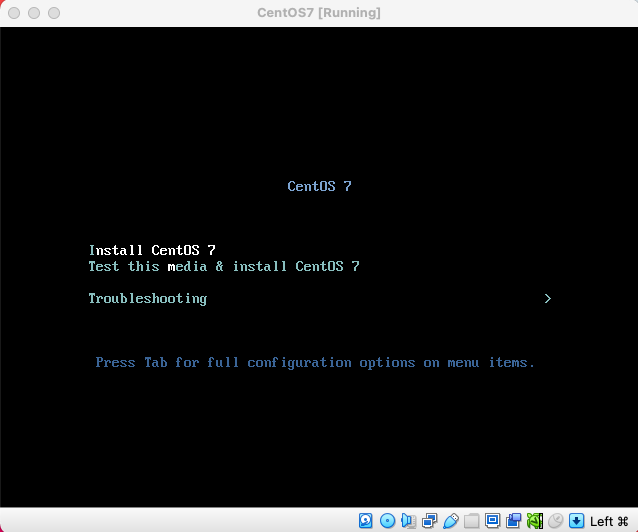 CentOS7 [Running]
CentOS 7
Install CentOS 7
Test this media & install CentOS 7
Troubleshooting >
Press Tab for full configuration options on menu items.
Left ⌘